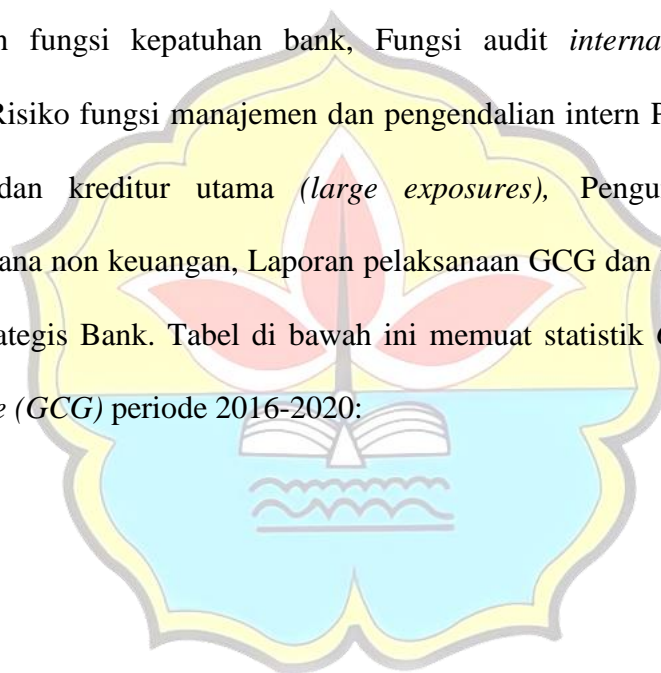 fungsi kepatuhan bank, Fungsi audit interna
Risiko fungsi manajemen dan pengendalian intern
dan kreditur utama (large exposures), Pengu
ana non keuangan, Laporan pelaksanaan GCG dan
ategis Bank. Tabel di bawah ini memuat statistik
e (GCG) periode 2016-2020: